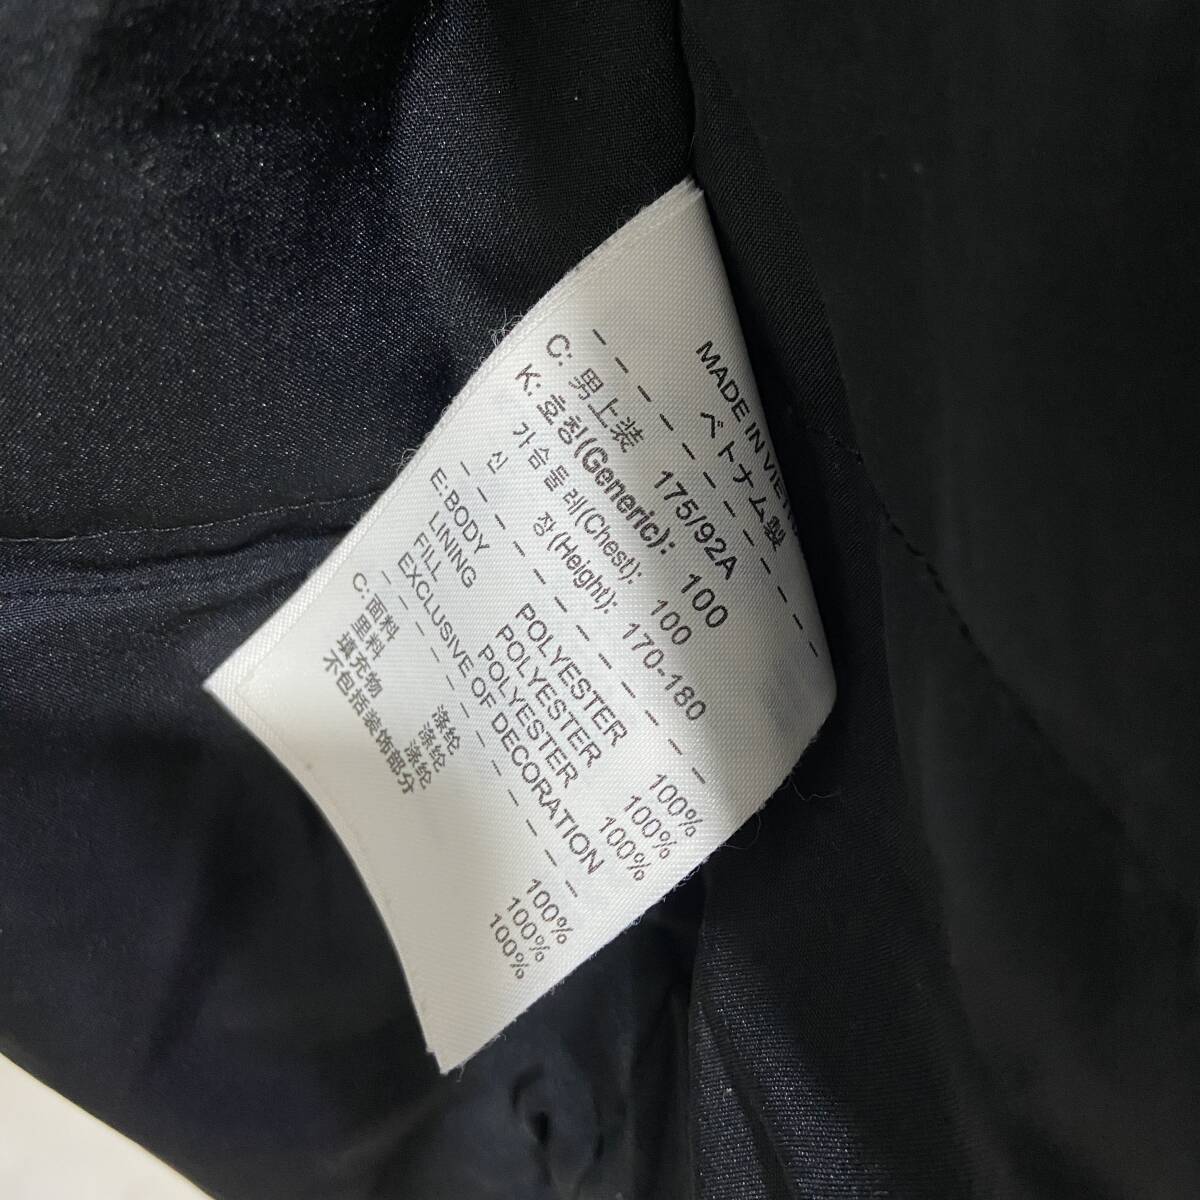 MADE IN VIETNAM
ベトナム製
C: 男上装 175/92A
K: 호칭(Generic): 100
가슴둘레(Chest): 100
신 장(Height): 170-180
E:BODY POLYESTER 100%
LINING POLYESTER 100%
FILL POLYESTER 100%
EXCLUSIVE OF DECORATION
C:面料 涤纶 100%
里料 涤纶 100%
填充物 涤纶 100%
不包括装饰部分